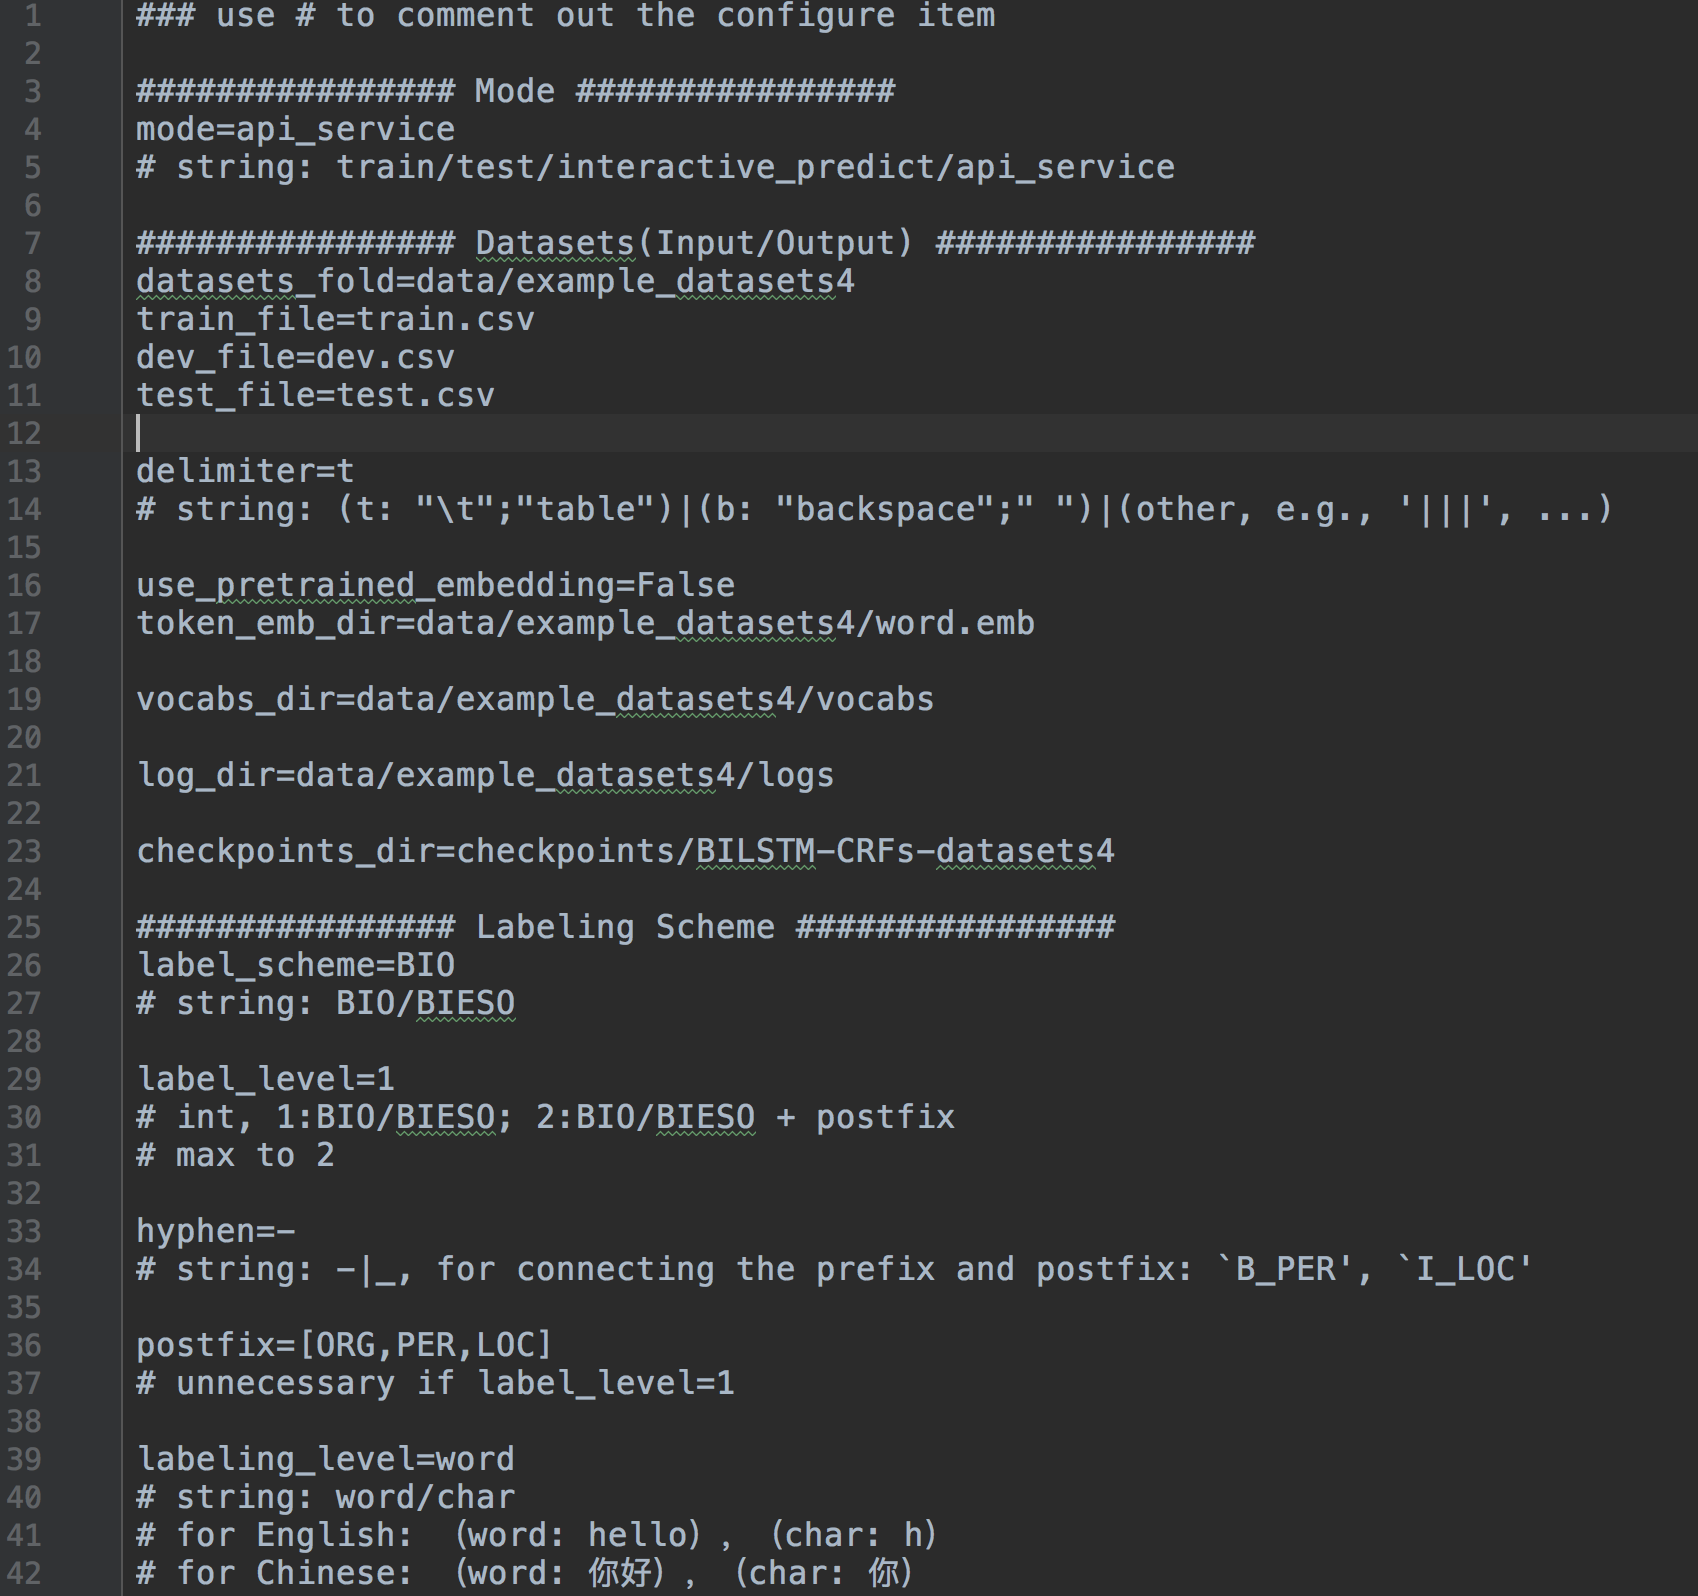 1 ### use # to comment out the configure item
2
3 ################ Mode ################
4 mode=api_service
5 # string: train/test/interactive_predict/api_service
6
7 ################ Datasets(Input/Output) ################
8 datasets_fold=data/example_datasets4
9 train_file=train.csv
10 dev_file=dev.csv
11 test_file=test.csv
12
13 delimiter=t
14 # string: (t: "\t";"table")|(b: "backspace";" ")|(other, e.g., '|||', ...)
15
16 use_pretrained_embedding=False
17 token_emb_dir=data/example_datasets4/word.emb
18
19 vocabs_dir=data/example_datasets4/vocabs
20
21 log_dir=data/example_datasets4/logs
22
23 checkpoints_dir=checkpoints/BILSTM-CRFs-datasets4
24
25 ################ Labeling Scheme ################
26 label_scheme=BIO
27 # string: BIO/BIESO
28
29 label_level=1
30 # int, 1:BIO/BIESO; 2:BIO/BIESO + postfix
31 # max to 2
32
33 hyphen=-
34 # string: -|_, for connecting the prefix and postfix: `B_PER', `I_LOC'
35
36 postfix=[ORG,PER,LOC]
37 # unnecessary if label_level=1
38
39 labeling_level=word
40 # string: word/char
41 # for English: （word: hello），（char: h）
42 # for Chinese: （word: 你好），（char: 你）